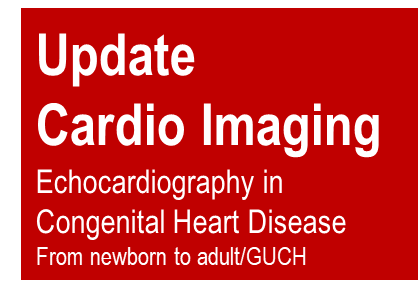 Update
Cardio Imaging
Echocardiography in
Congenital Heart Disease
From newborn to adult/GUCH